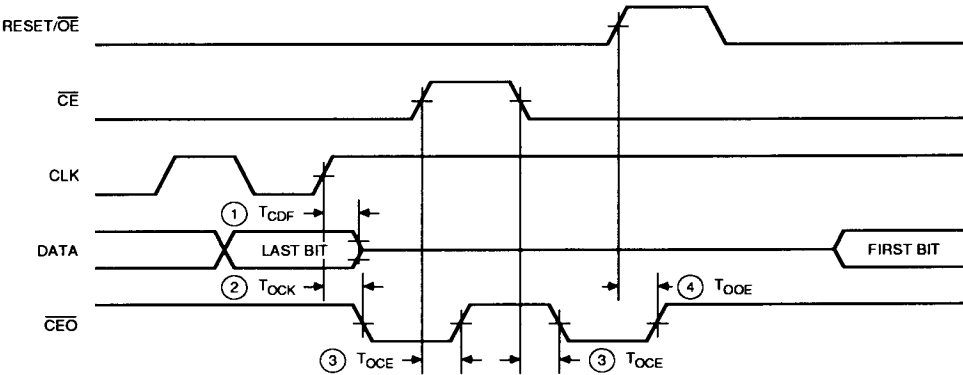 RESET/OE
CE
CLK
1 TCDF
DATA LAST BIT FIRST BIT
2 TOCK 4 TOOE
CEO
3 TOCE 3 TOCE